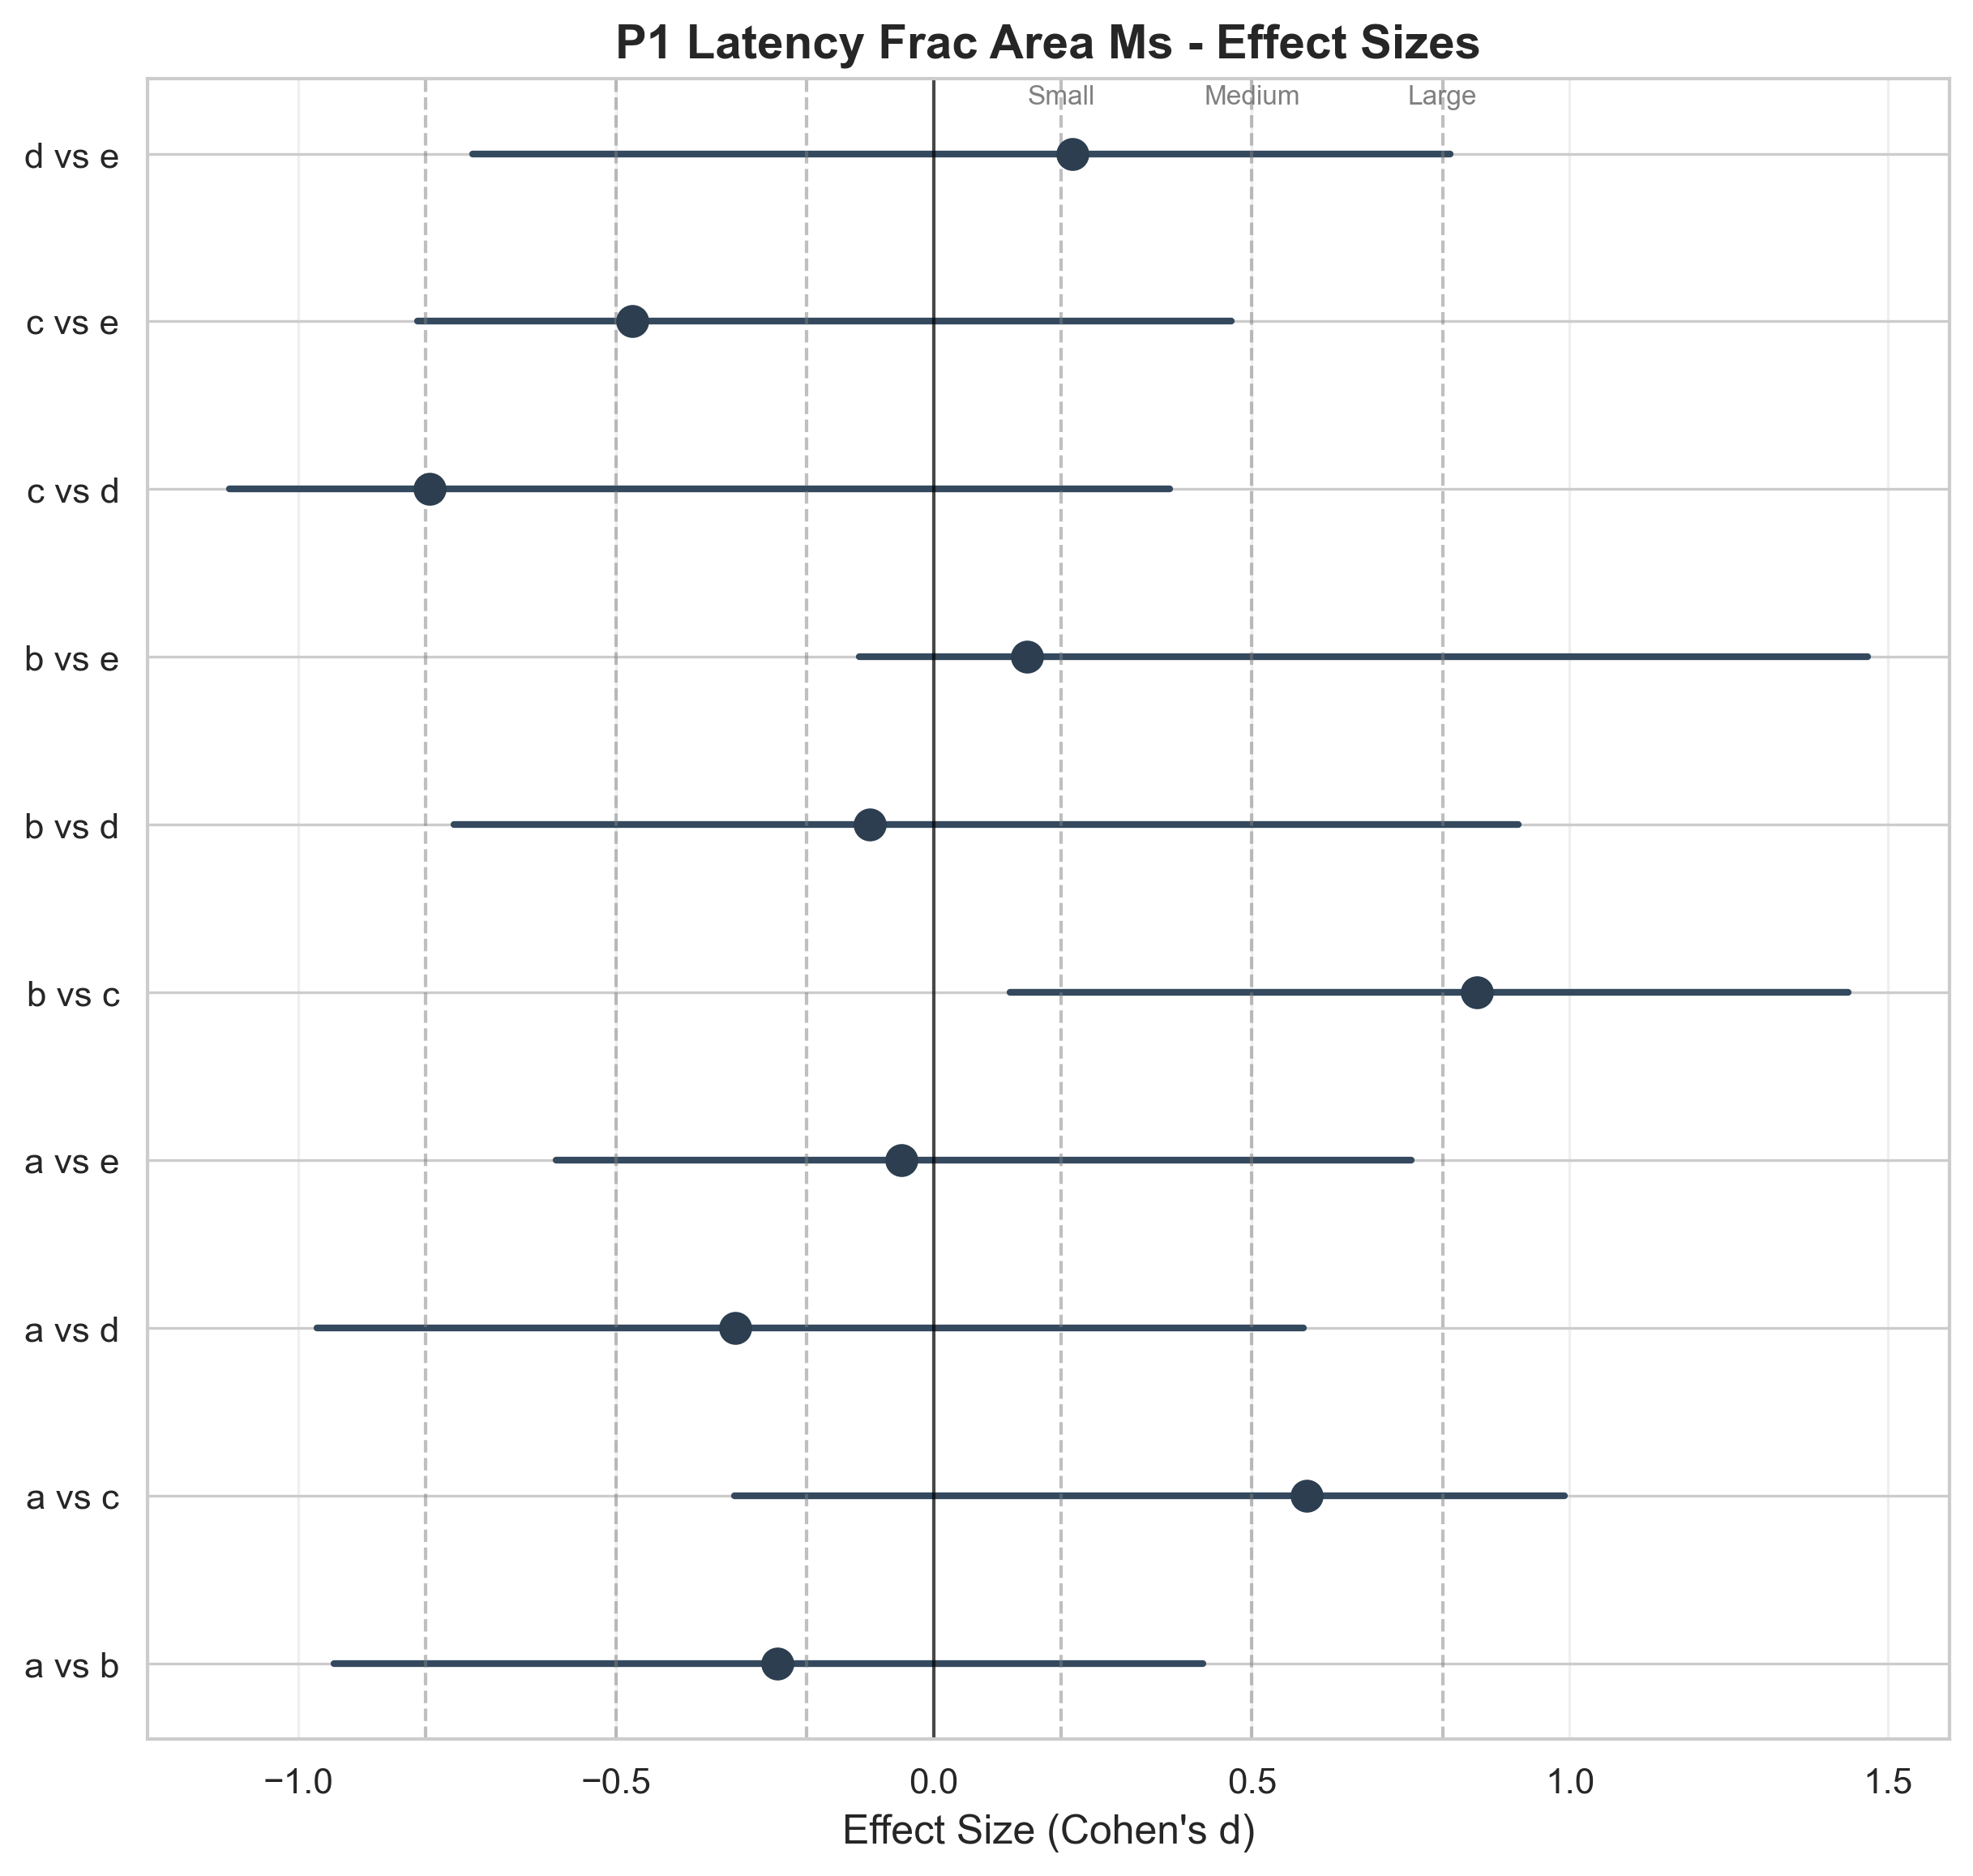 P1 Latency Frac Area Ms - Effect Sizes
Small Medium Large
d vs e
c vs e
c vs d
b vs e
b vs d
b vs c
a vs e
a vs d
a vs c
a vs b
−1.0 −0.5 0.0 0.5 1.0 1.5
Effect Size (Cohen's d)